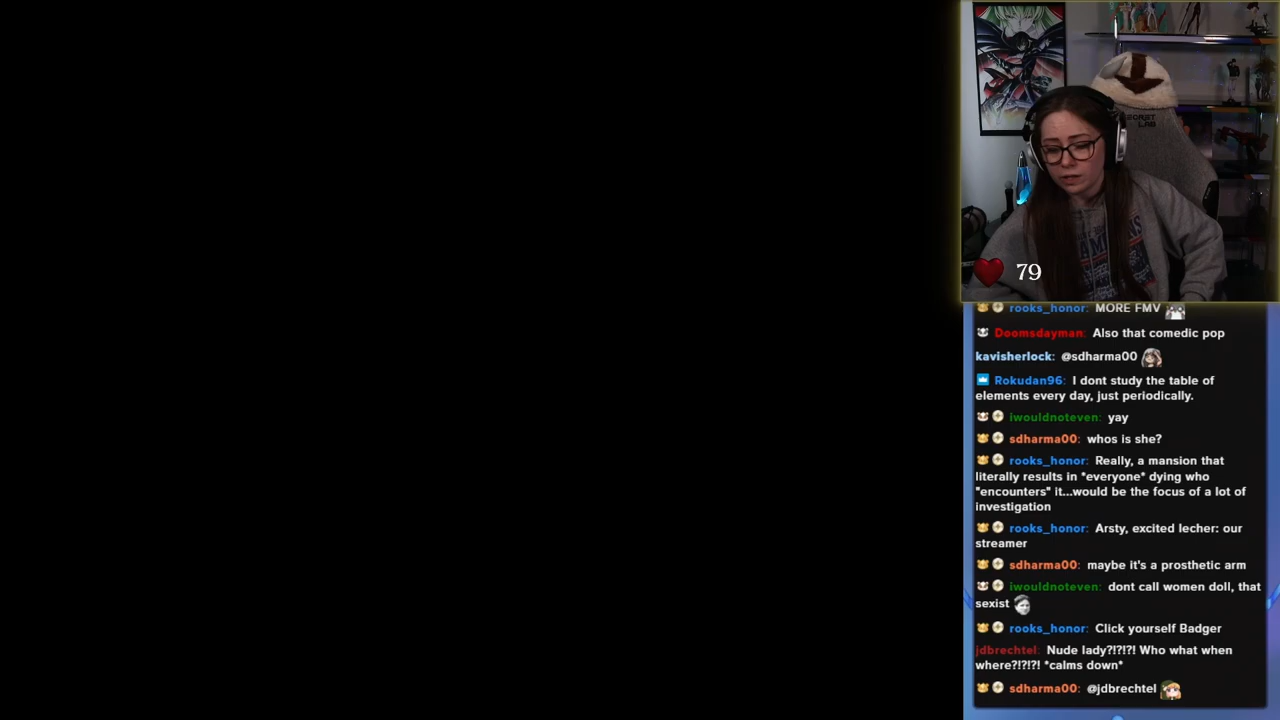 SECRET
LAB
79
rooks_honor: MORE FMV
Doomsdayman: Also that comedic pop
kavisherlock: @sdharma00
Rokudan96: I dont study the table of
elements every day, just periodically.
iwouldnoteven: yay
sdharma00: whos is she?
rooks_honor: Really, a mansion that
literally results in *everyone* dying who
"encounters" it...would be the focus of a lot of
investigation
rooks_honor: Arsty, excited lecher: our
streamer
sdharma00: maybe it's a prosthetic arm
iwouldnoteven: dont call women doll, that
sexist
rooks_honor: Click yourself Badger
jdbrechtel: Nude lady?!?!?! Who what when
where?!?!?! *calms down*
sdharma00: @jdbrechtel